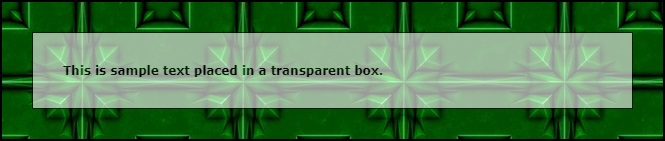 This is sample text placed in a transparent box.